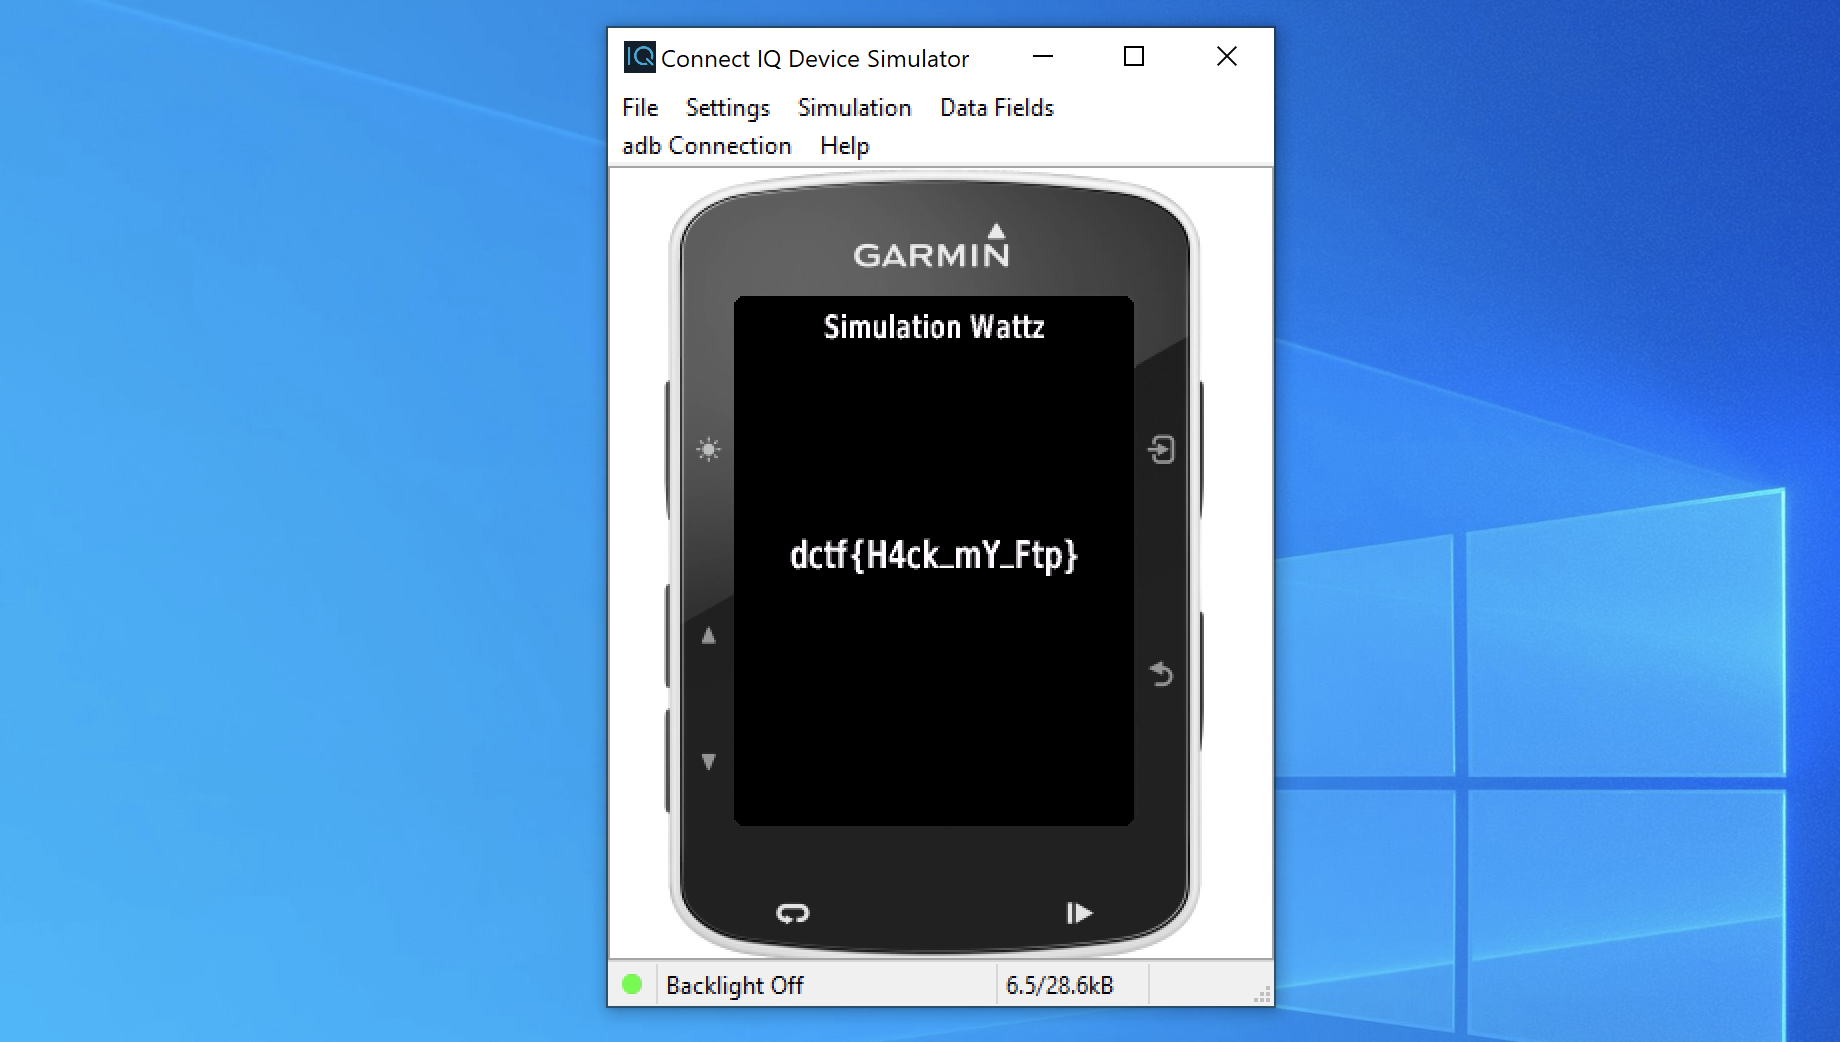 Connect IQ Device Simulator
File Settings Simulation Data Fields
adb Connection Help
GARMIN
Simulation Wattz
dctf{H4ck_mY_Ftp}
Backlight Off 6.5/28.6kB